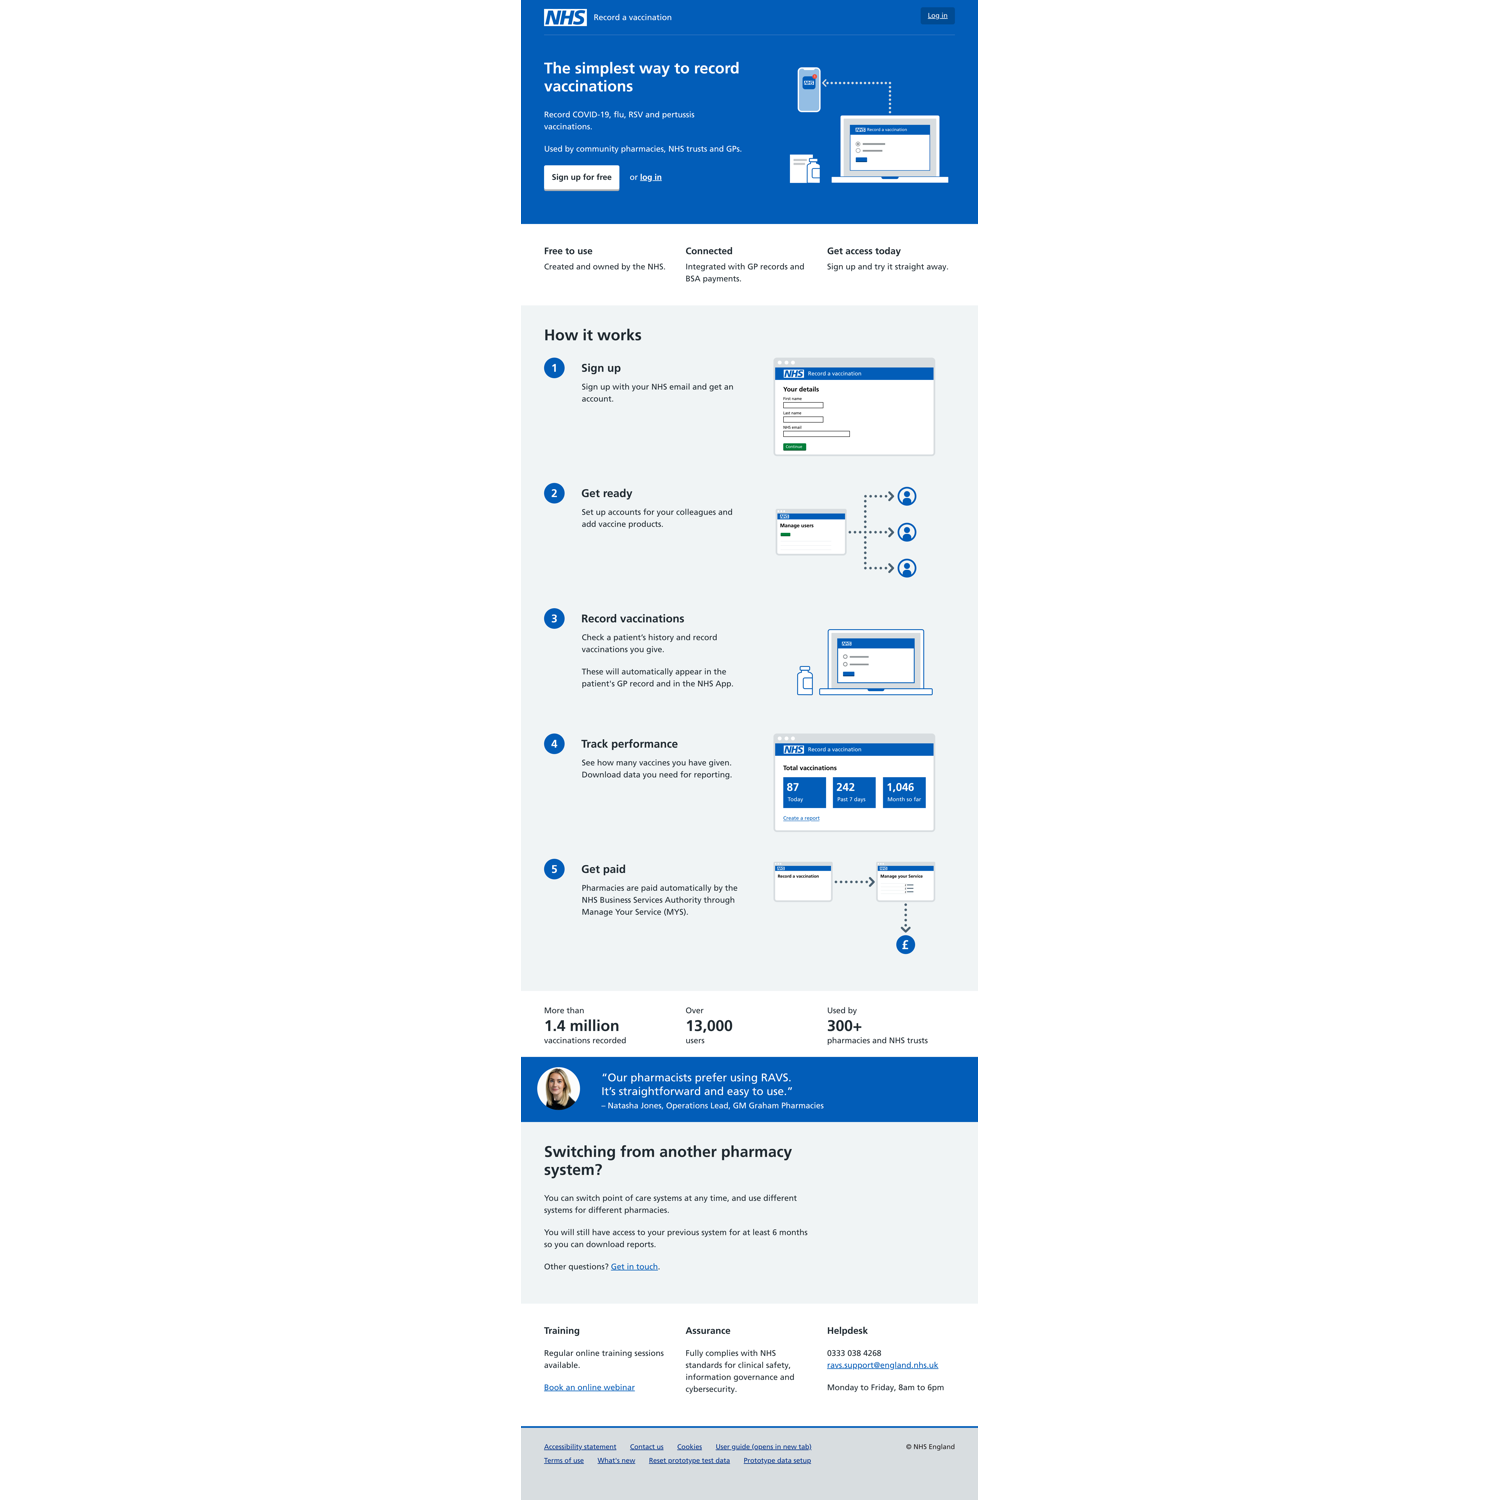 NHS Record a vaccination
Log in
The simplest way to record
vaccinations
Record COVID-19, flu, RSV and pertussis
vaccinations.
Used by community pharmacies, NHS trusts and GPs.
Sign up for free
or log in
NHS
NHS Record a vaccination
Free to use
Created and owned by the NHS.
Connected
Integrated with GP records and
BSA payments.
Get access today
Sign up and try it straight away.
How it works
1
Sign up
Sign up with your NHS email and get an
account.
NHS Record a vaccination
Your details
First name
Last name
NHS email
Continue
2
Get ready
Set up accounts for your colleagues and
add vaccine products.
NHS
Manage users
3
Record vaccinations
Check a patient's history and record
vaccinations you give.
These will automatically appear in the
patient's GP record and in the NHS App.
NHS
4
Track performance
See how many vaccines you have given.
Download data you need for reporting.
NHS Record a vaccination
Total vaccinations
87
Today
242
Past 7 days
1,046
Month so far
Create a report
5
Get paid
Pharmacies are paid automatically by the
NHS Business Services Authority through
Manage Your Service (MYS).
NHS
Record a vaccination
NHS
Manage your Service
£
More than
1.4 million
vaccinations recorded
Over
13,000
users
Used by
300+
pharmacies and NHS trusts
“Our pharmacists prefer using RAVS.
It’s straightforward and easy to use.”
– Natasha Jones, Operations Lead, GM Graham Pharmacies
Switching from another pharmacy
system?
You can switch point of care systems at any time, and use different
systems for different pharmacies.
You will still have access to your previous system for at least 6 months
so you can download reports.
Other questions? Get in touch.
Training
Regular online training sessions
available.
Book an online webinar
Assurance
Fully complies with NHS
standards for clinical safety,
information governance and
cybersecurity.
Helpdesk
0333 038 4268
ravs.support@england.nhs.uk
Monday to Friday, 8am to 6pm
Accessibility statement Contact us Cookies User guide (opens in new tab)
Terms of use What's new Reset prototype test data Prototype data setup
© NHS England